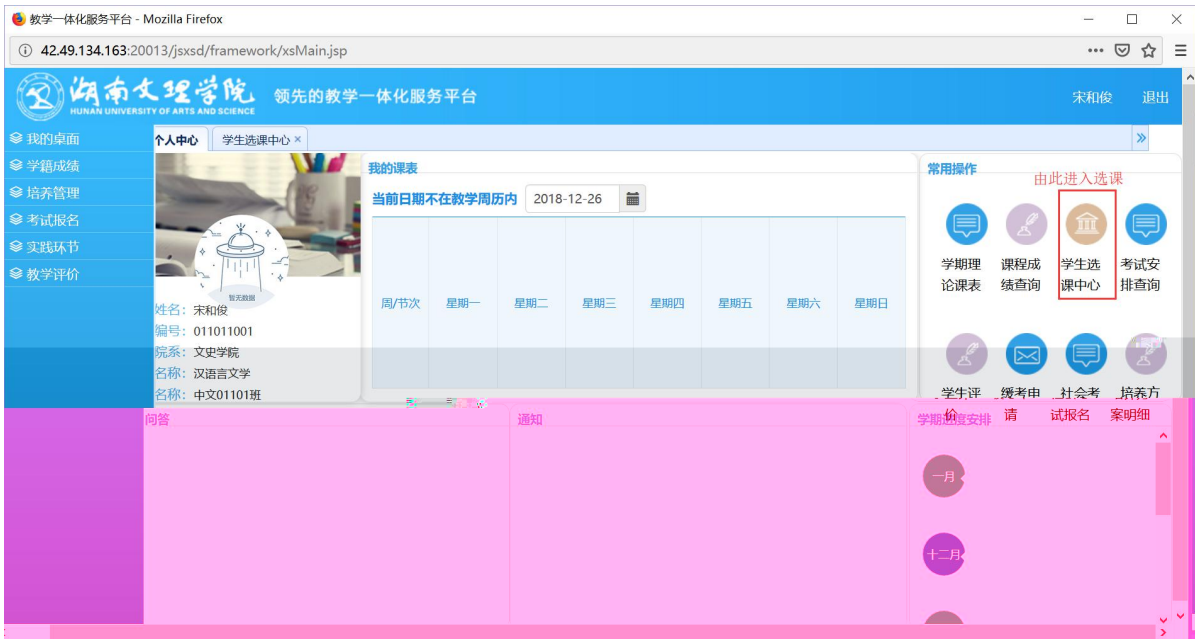 教学一体化服务平台 - Mozilla Firefox
42.49.134.163:20013/jsxsd/framework/xsMain.jsp
湖南文理学院
HUNAN UNIVERSITY OF ARTS AND SCIENCE
领先的教学一体化服务平台
宋和俊 退出
我的桌面
学籍成绩
培养管理
考试报名
实践环节
教学评价
个人中心 学生选课中心 ×
暂无数据
姓名：宋和俊
编号：011011001
院系：文史学院
名称：汉语言文学
名称：中文01101班
我的课表
当前日期不在教学周历内 2018-12-26
周/节次 星期一 星期二 星期三 星期四 星期五 星期六 星期日
常用操作
由此进入选课
学期理论课表
课程成绩查询
学生选课中心
考试安排查询
学生评价
缓考申请
社会考试报名
培养方案明细
问答
通知
学期进度安排
一月
十二月